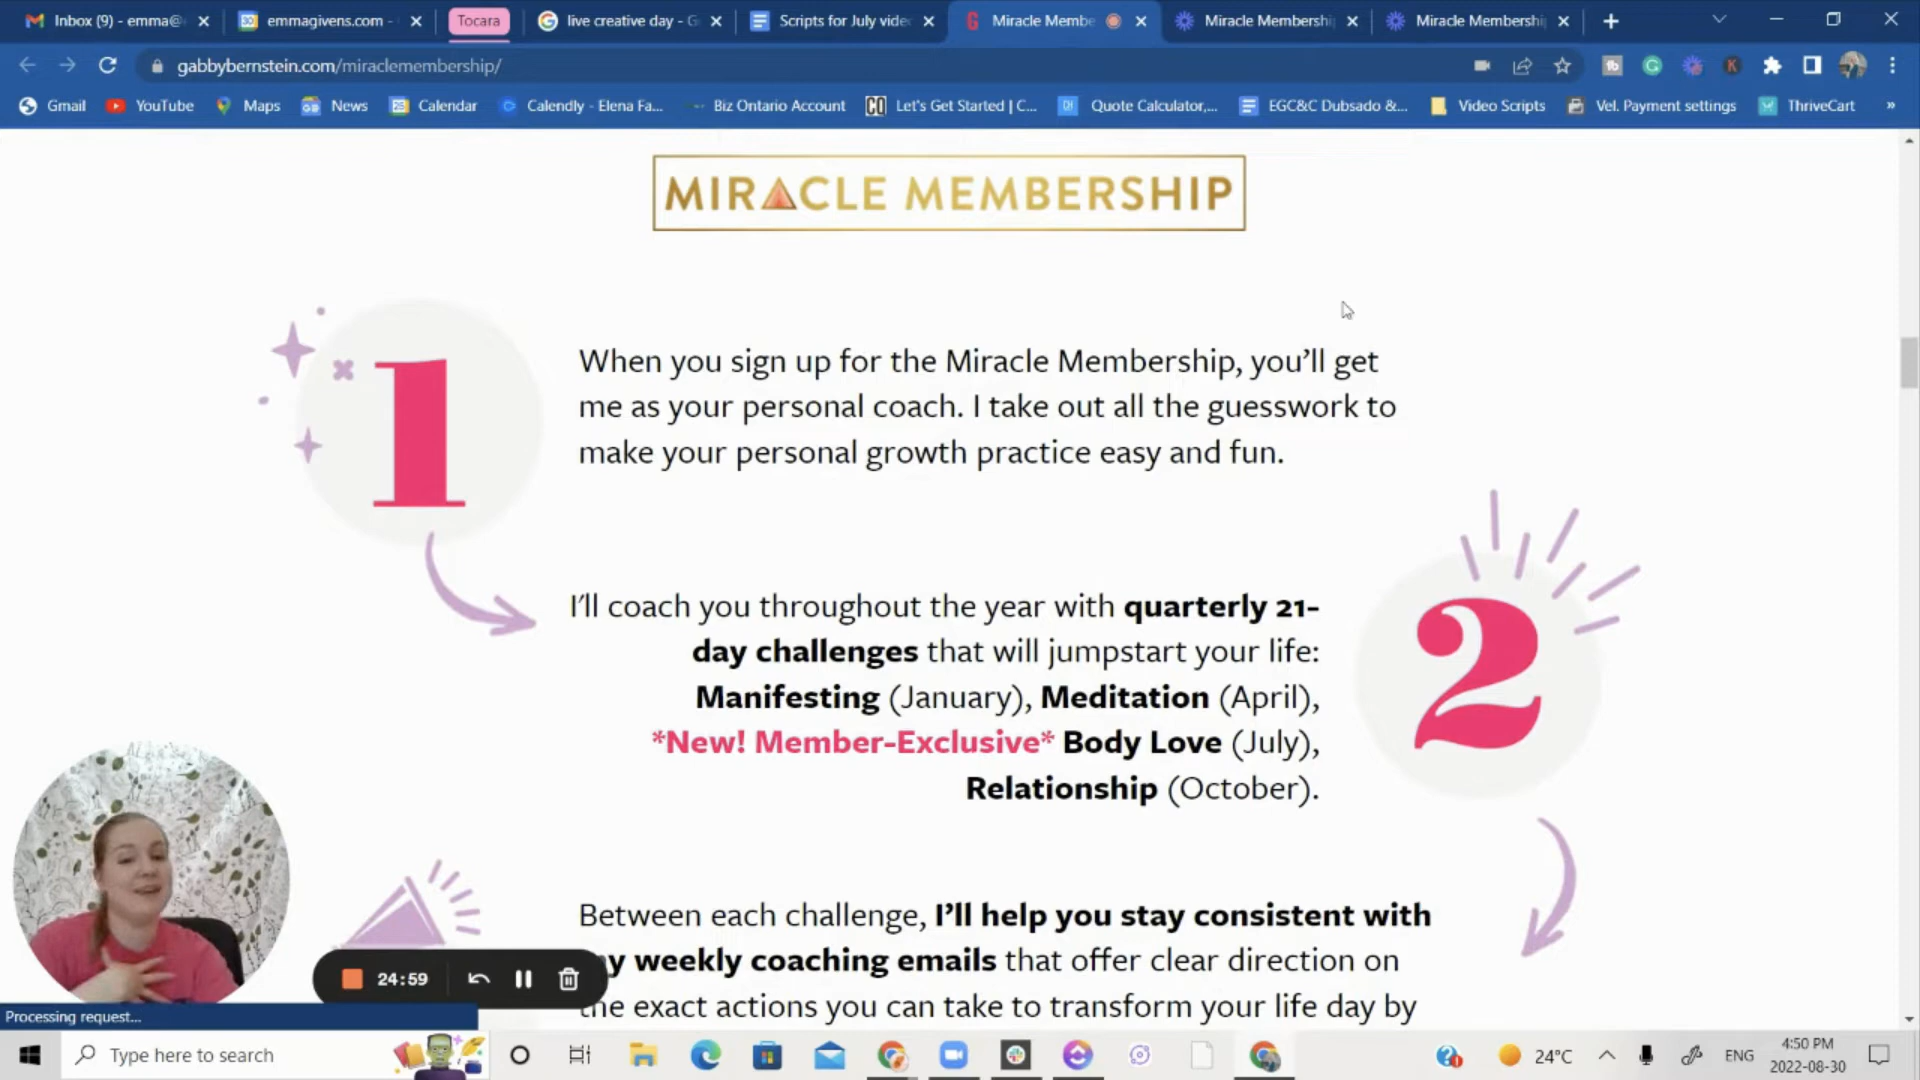 Inbox (9) - emma@
emmagivens.com -
Tocara
live creative day - G
Scripts for July vide
Miracle Membe
Miracle Membershi
Miracle Membershi
gabbybernstein.com/miraclemembership/
Gmail
YouTube
Maps
News
Calendar
Calendly - Elena Fa...
Biz Ontario Account
Let's Get Started | C...
Quote Calculator,...
EGC&C Dubsado &...
Video Scripts
Vel. Payment settings
ThriveCart
MIRACLE MEMBERSHIP
1
When you sign up for the Miracle Membership, you'll get
me as your personal coach. I take out all the guesswork to
make your personal growth practice easy and fun.
2
I'll coach you throughout the year with quarterly 21-
day challenges that will jumpstart your life:
Manifesting (January), Meditation (April),
*New! Member-Exclusive* Body Love (July),
Relationship (October).
Between each challenge, I'll help you stay consistent with
y weekly coaching emails that offer clear direction on
the exact actions you can take to transform your life day by
24:59
Processing request...
Type here to search
24°C
ENG
4:50 PM
2022-08-30